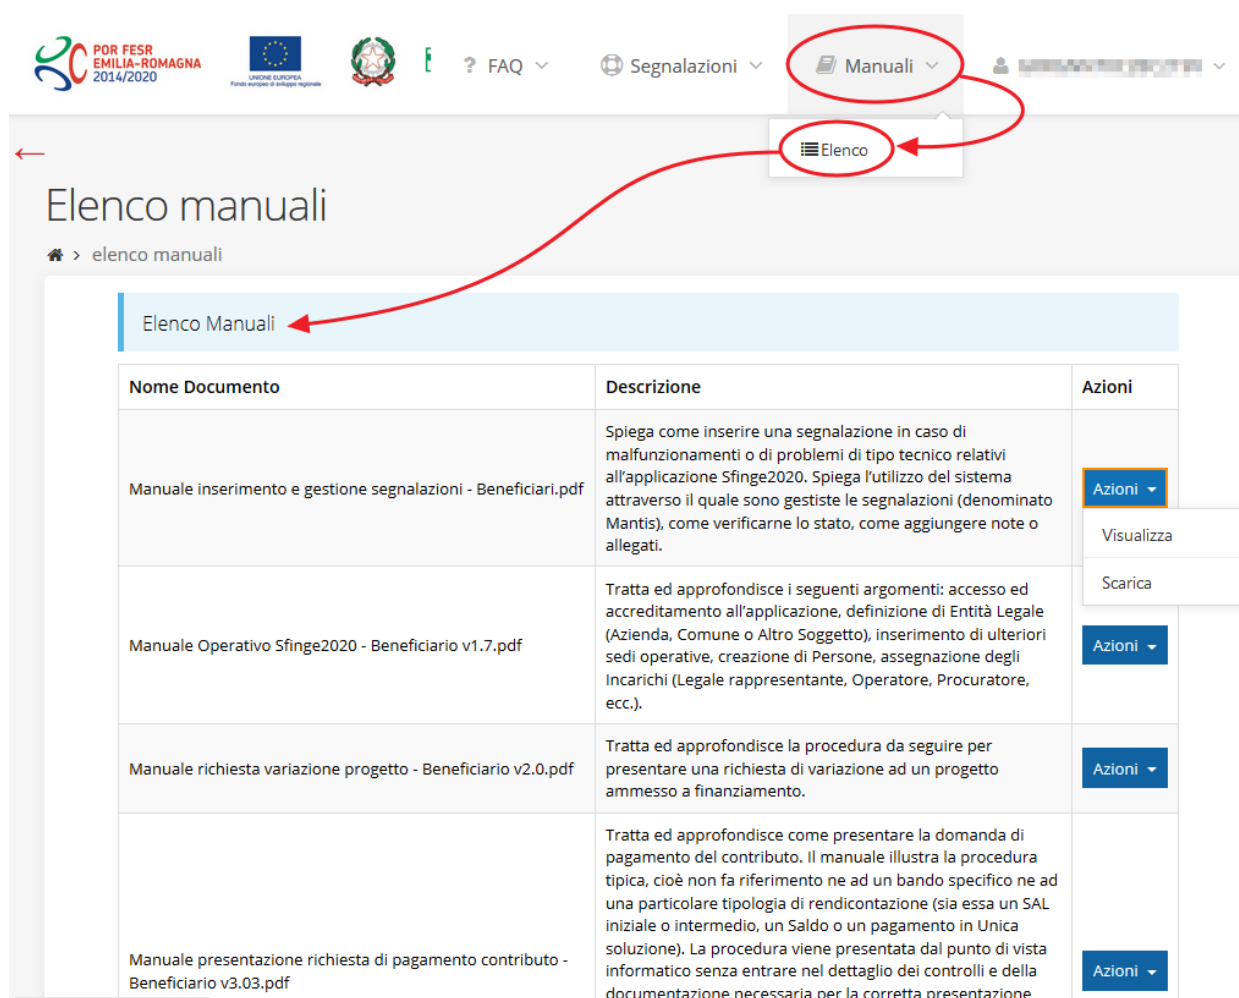 POR FESR
EMILIA-ROMAGNA
2014/2020
UNIONE EUROPEA
Fondo europeo di sviluppo regionale
? FAQ
Segnalazioni
Manuali
Elenco
Elenco manuali
> elenco manuali
Elenco Manuali
Nome Documento
Descrizione
Azioni
Manuale inserimento e gestione segnalazioni - Beneficiari.pdf
Spiega come inserire una segnalazione in caso di
malfunzionamenti o di problemi di tipo tecnico relativi
all'applicazione Sfinge2020. Spiega l'utilizzo del sistema
attraverso il quale sono gestiste le segnalazioni (denominato
Mantis), come verificarne lo stato, come aggiungere note o
allegati.
Azioni
Visualizza
Scarica
Manuale Operativo Sfinge2020 - Beneficiario v1.7.pdf
Tratta ed approfondisce i seguenti argomenti: accesso ed
accreditamento all'applicazione, definizione di Entità Legale
(Azienda, Comune o Altro Soggetto), inserimento di ulteriori
sedi operative, creazione di Persone, assegnazione degli
Incarichi (Legale rappresentante, Operatore, Procuratore,
ecc.).
Azioni
Manuale richiesta variazione progetto - Beneficiario v2.0.pdf
Tratta ed approfondisce la procedura da seguire per
presentare una richiesta di variazione ad un progetto
ammesso a finanziamento.
Azioni
Manuale presentazione richiesta di pagamento contributo -
Beneficiario v3.03.pdf
Tratta ed approfondisce come presentare la domanda di
pagamento del contributo. Il manuale illustra la procedura
tipica, cioè non fa riferimento ne ad un bando specifico ne ad
una particolare tipologia di rendicontazione (sia essa un SAL
iniziale o intermedio, un Saldo o un pagamento in Unica
soluzione). La procedura viene presentata dal punto di vista
informatico senza entrare nel dettaglio dei controlli e della
documentazione necessaria per la corretta presentazione
Azioni